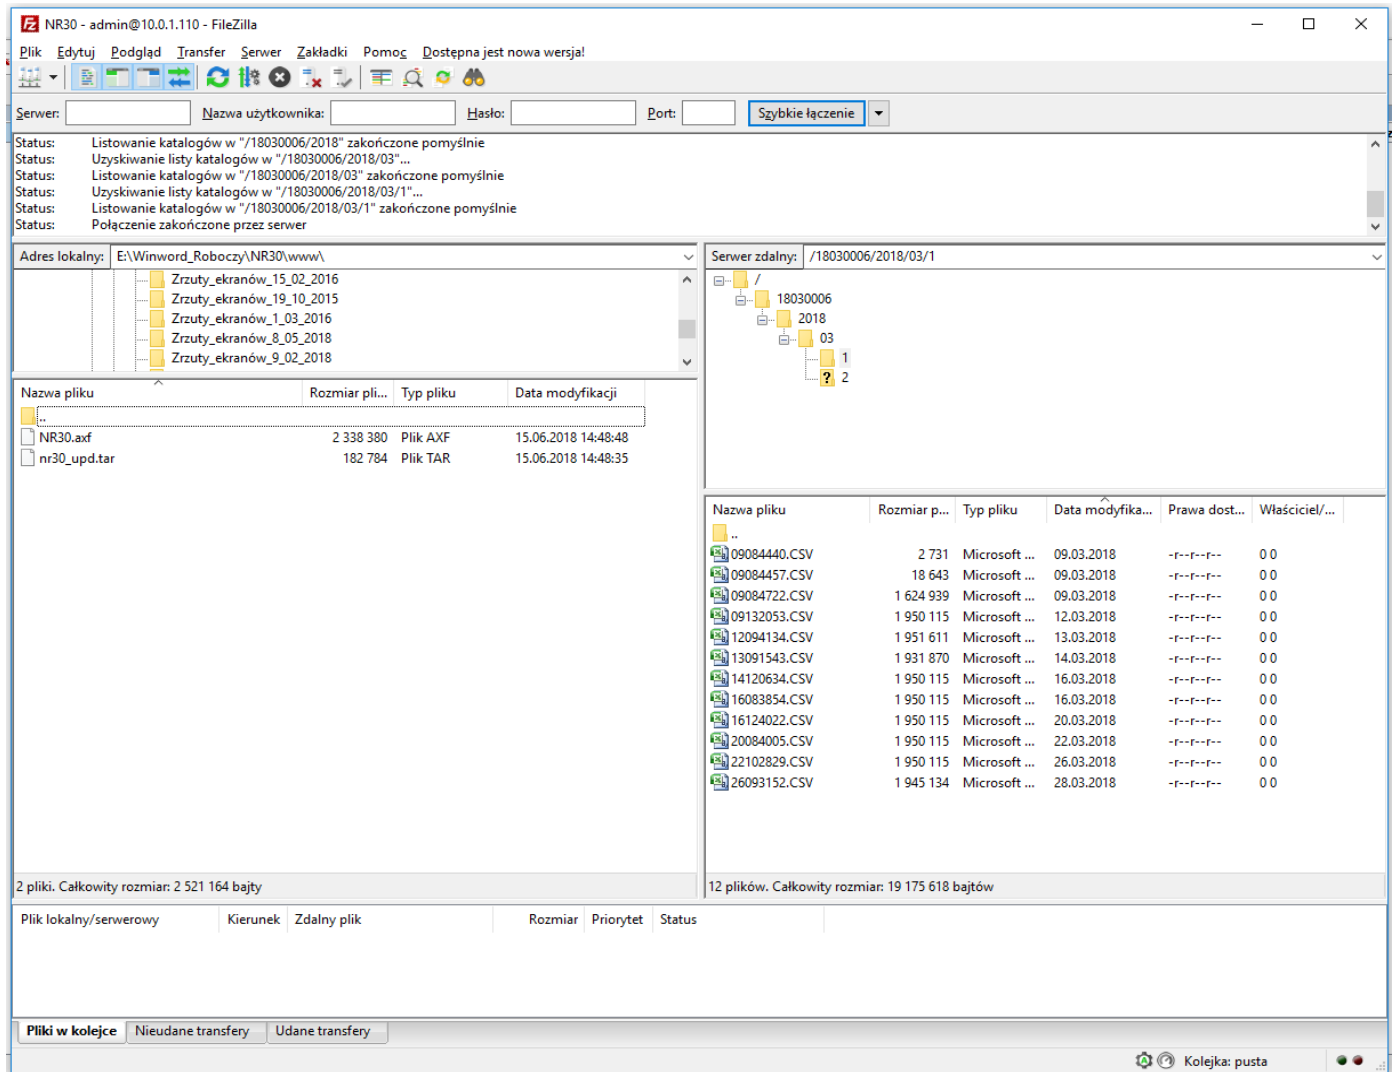 NR30 - admin@10.0.1.110 - FileZilla
Plik Edytuj Podgląd Transfer Serwer Zakładki Pomoc Dostępna jest nowa wersja!
Serwer: Nazwa użytkownika: Hasło: Port: Szybkie łączenie
Status: Listowanie katalogów w "/18030006/2018" zakończone pomyślnie
Status: Uzyskiwanie listy katalogów w "/18030006/2018/03"...
Status: Listowanie katalogów w "/18030006/2018/03" zakończone pomyślnie
Status: Uzyskiwanie listy katalogów w "/18030006/2018/03/1"...
Status: Listowanie katalogów w "/18030006/2018/03/1" zakończone pomyślnie
Status: Połączenie zakończone przez serwer
Adres lokalny: E:\Winword_Roboczy\NR30\www\
Zrzuty_ekranów_15_02_2016
Zrzuty_ekranów_19_10_2015
Zrzuty_ekranów_1_03_2016
Zrzuty_ekranów_8_05_2018
Zrzuty_ekranów_9_02_2018
Nazwa pliku Rozmiar pli... Typ pliku Data modyfikacji
..
NR30.axf 2 338 380 Plik AXF 15.06.2018 14:48:48
nr30_upd.tar 182 784 Plik TAR 15.06.2018 14:48:35
2 pliki. Całkowity rozmiar: 2 521 164 bajty
Serwer zdalny: /18030006/2018/03/1
/
18030006
2018
03
1
? 2
Nazwa pliku Rozmiar p... Typ pliku Data modyfika... Prawa dost... Właściciel/...
..
09084440.CSV 2 731 Microsoft ... 09.03.2018 -r--r--r-- 0 0
09084457.CSV 18 643 Microsoft ... 09.03.2018 -r--r--r-- 0 0
09084722.CSV 1 624 939 Microsoft ... 09.03.2018 -r--r--r-- 0 0
09132053.CSV 1 950 115 Microsoft ... 12.03.2018 -r--r--r-- 0 0
12094134.CSV 1 951 611 Microsoft ... 13.03.2018 -r--r--r-- 0 0
13091543.CSV 1 931 870 Microsoft ... 14.03.2018 -r--r--r-- 0 0
14120634.CSV 1 950 115 Microsoft ... 16.03.2018 -r--r--r-- 0 0
16083854.CSV 1 950 115 Microsoft ... 16.03.2018 -r--r--r-- 0 0
16124022.CSV 1 950 115 Microsoft ... 20.03.2018 -r--r--r-- 0 0
20084005.CSV 1 950 115 Microsoft ... 22.03.2018 -r--r--r-- 0 0
22102829.CSV 1 950 115 Microsoft ... 26.03.2018 -r--r--r-- 0 0
26093152.CSV 1 945 134 Microsoft ... 28.03.2018 -r--r--r-- 0 0
12 plików. Całkowity rozmiar: 19 175 618 bajtów
Plik lokalny/serwerowy Kierunek Zdalny plik Rozmiar Priorytet Status
Pliki w kolejce Nieudane transfery Udane transfery
Kolejka: pusta